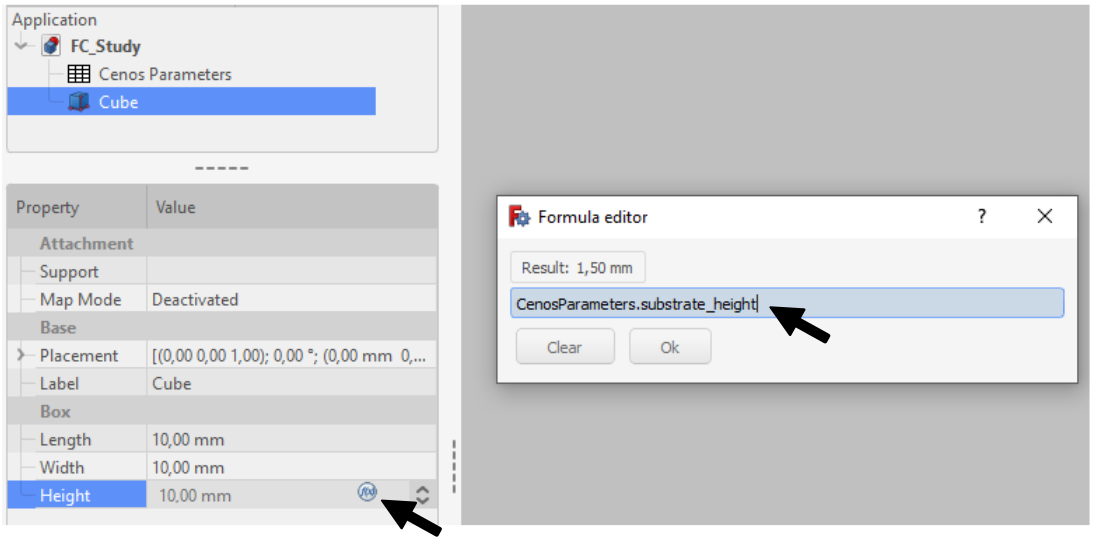 Application
FC_Study
Cenos Parameters
Cube
Property Value
Attachment
Support
Map Mode Deactivated
Base
Placement [(0,00 0,00 1,00); 0,00 °; (0,00 mm 0,...
Label Cube
Box
Length 10,00 mm
Width 10,00 mm
Height 10,00 mm f(x)
Formula editor ?
Result: 1,50 mm
CenosParameters.substrate_height
Clear Ok